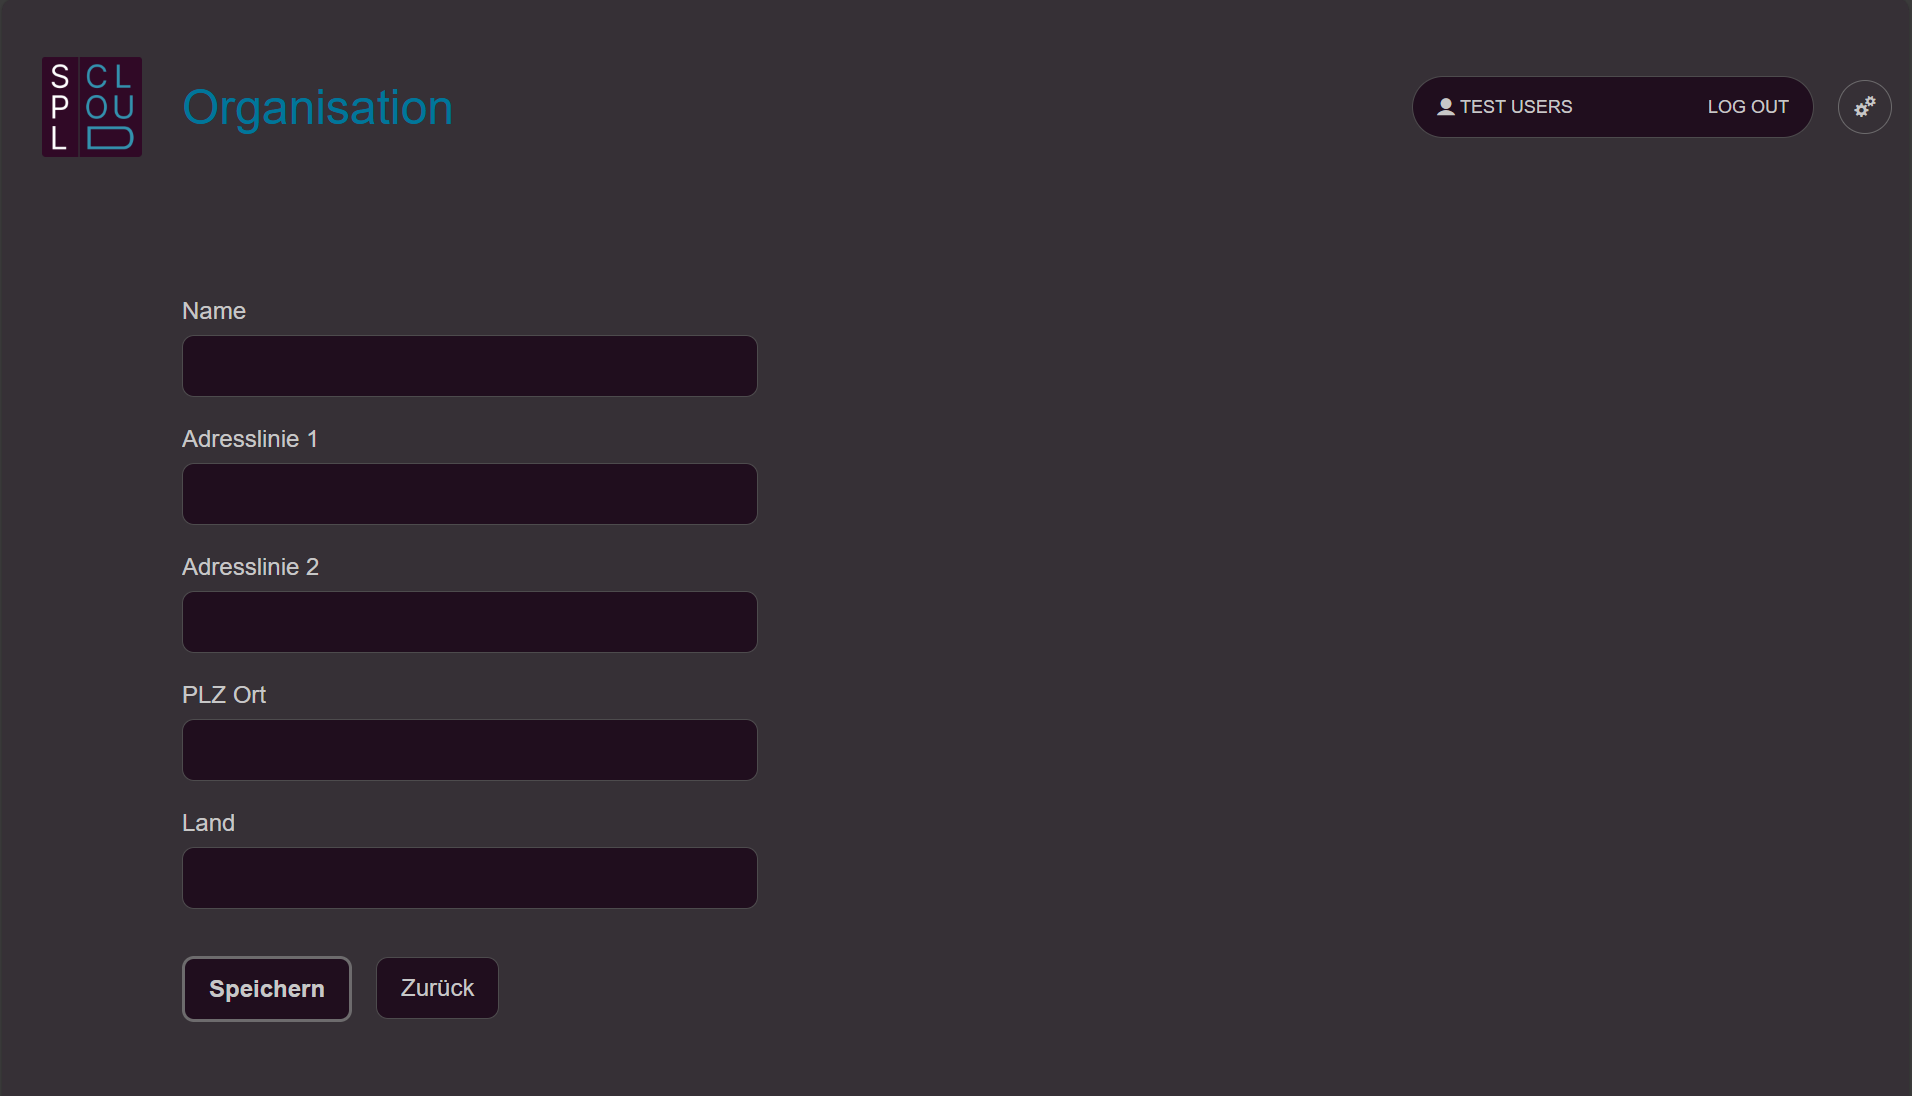 S CL
P OU
L D
Organisation
TEST USERS
LOG OUT
Name
Adresslinie 1
Adresslinie 2
PLZ Ort
Land
Speichern
Zurück